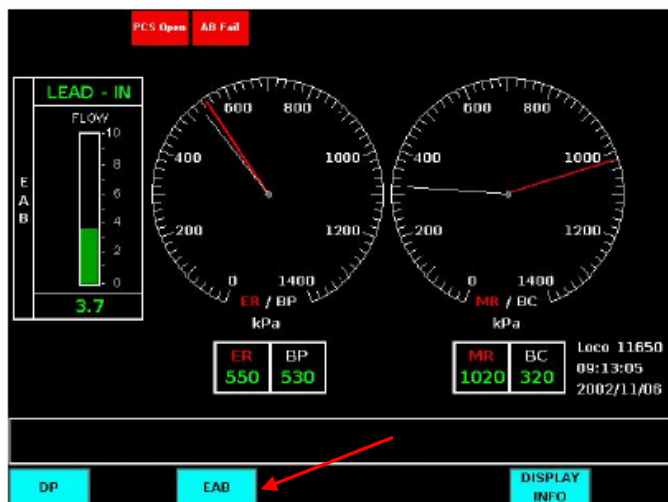 PCS Open AB Fail
EAB
LEAD - IN
FLOW
10
8
6
4
2
0
3.7
0 200 400 600 800 1000 1200 1400
ER / BP
kPa
ER BP
550 530
0 200 400 600 800 1000 1200 1400
MR / BC
kPa
MR BC
1020 320
Loco 11650
09:13:05
2002/11/08
DP EAB DISPLAY
INFO